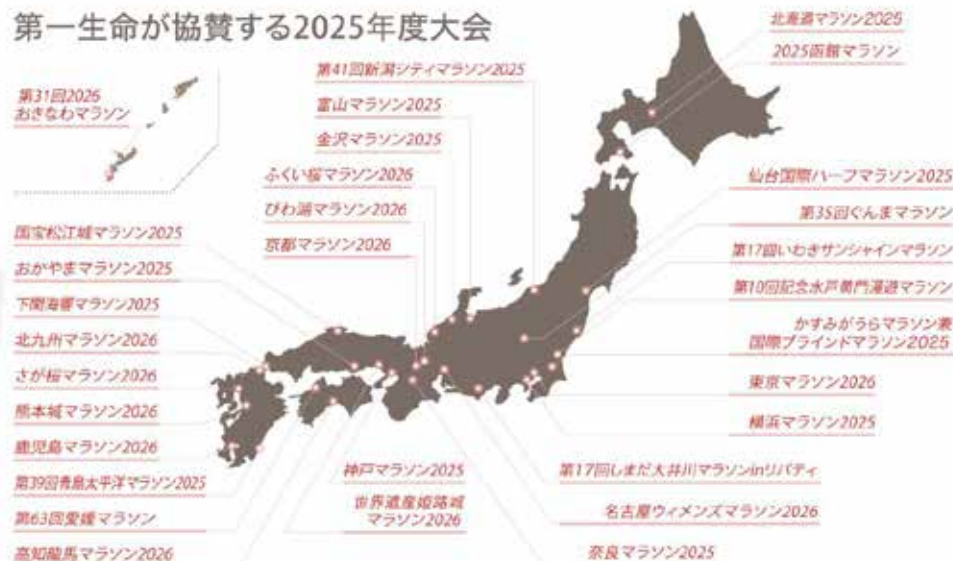 第一生命が協賛する2025年度大会
北海道マラソン2025
2025函館マラソン
第41回新潟シティマラソン2025
富山マラソン2025
金沢マラソン2025
ふくい桜マラソン2026
びわ湖マラソン2026
京都マラソン2026
第31回2026
おきなわマラソン
仙台国際ハーフマラソン2025
第35回ぐんまマラソン
第17回いわきサンシャインマラソン
第10回記念水戸黄門漫遊マラソン
かすみがうらマラソン兼
国際ブラインドマラソン2025
東京マラソン2026
横浜マラソン2025
国宝松江城マラソン2025
おかやまマラソン2025
下関海響マラソン2025
北九州マラソン2026
さが桜マラソン2026
熊本城マラソン2026
鹿児島マラソン2026
第39回青島太平洋マラソン2025
第63回愛媛マラソン
高知龍馬マラソン2026
神戸マラソン2025
世界遺産姫路城
マラソン2026
第17回しまだ大井川マラソンinリバティ
名古屋ウィメンズマラソン2026
奈良マラソン2025